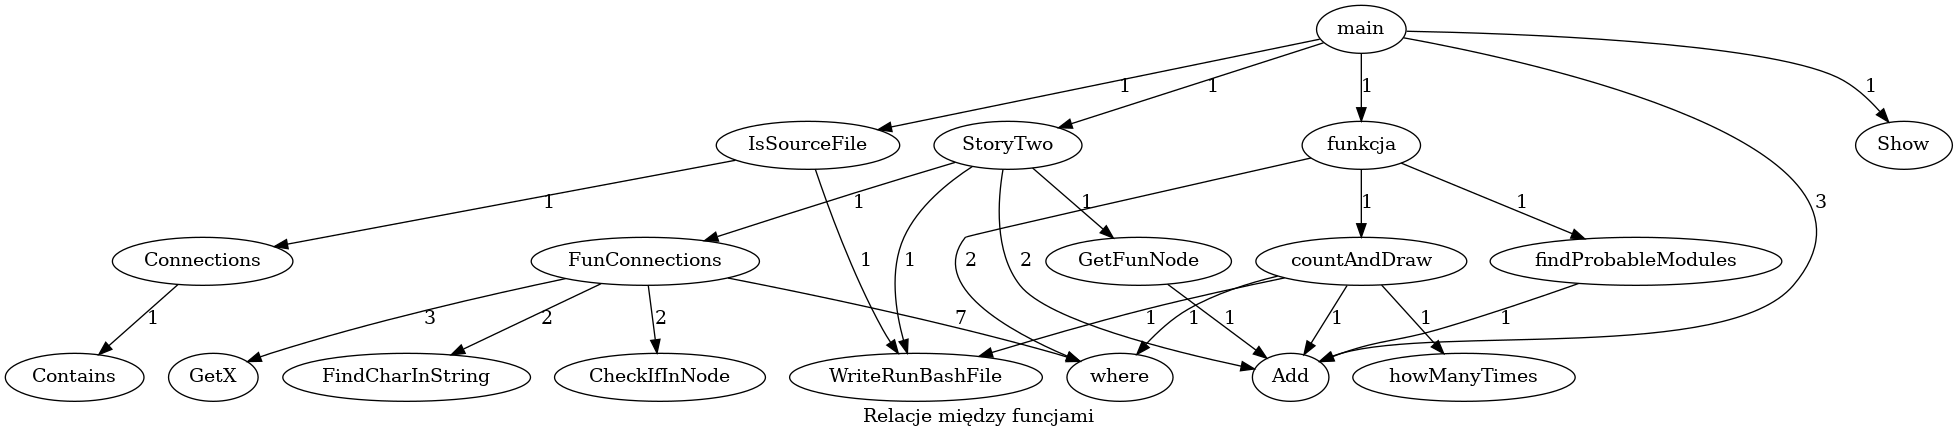 main
1
1
1
3
1
IsSourceFile
StoryTwo
funkcja
Show
1
1
1
1
2
1
2
1
1
Connections
FunConnections
GetFunNode
countAndDraw
findProbableModules
1
3
2
2
7
1
1
1
1
1
1
Contains
GetX
FindCharInString
CheckIfInNode
WriteRunBashFile
where
Add
howManyTimes
Relacje między funcjami